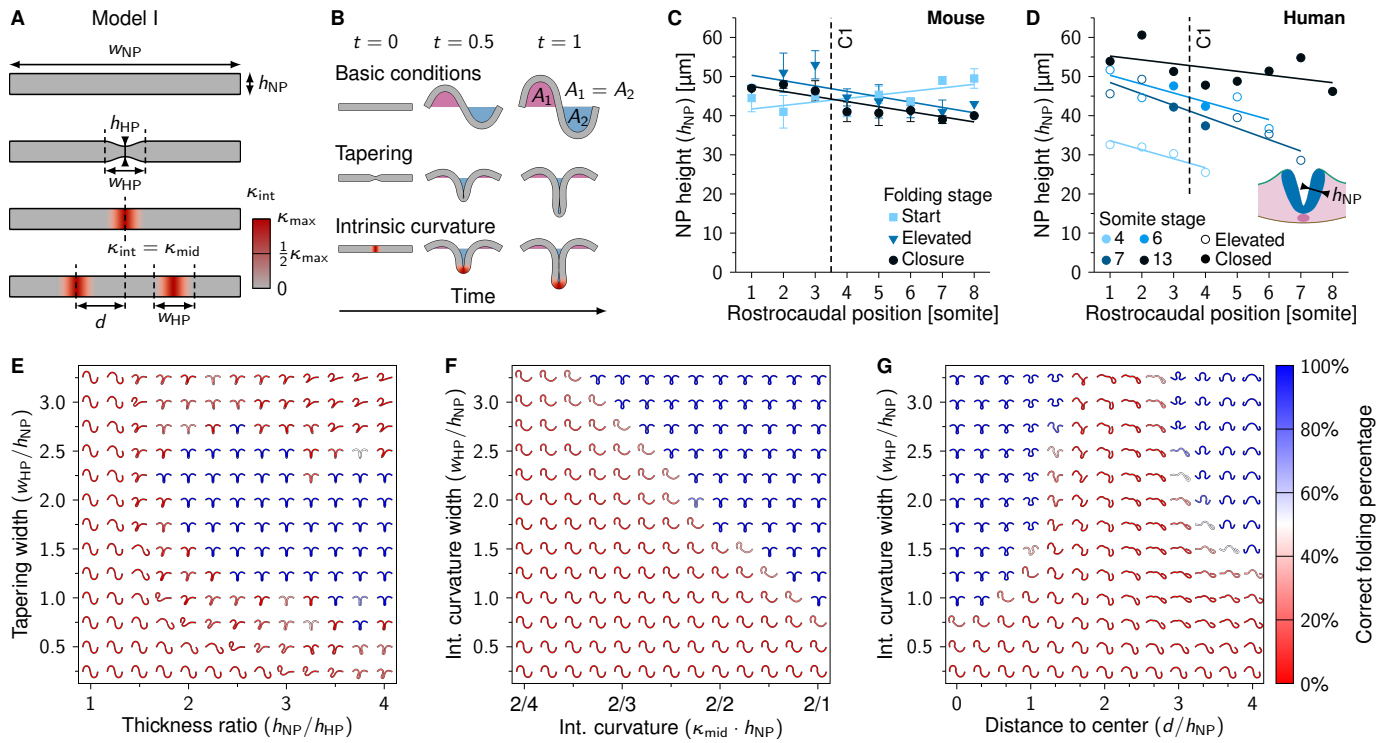 A
Model I
w_NP
h_NP
h_HP
w_HP
κ_int
κ_max
1/2 κ_max
0
κ_int = κ_mid
d
w_HP
B
t = 0
t = 0.5
t = 1
Basic conditions
A_1
A_2
A_1 = A_2
Tapering
Intrinsic curvature
Time
C
Mouse
C1
NP height (h_NP) [µm]
60
50
40
30
20
10
0
Folding stage
Start
Elevated
Closure
1 2 3 4 5 6 7 8
Rostrocaudal position [somite]
D
Human
C1
NP height (h_NP) [µm]
60
50
40
30
20
10
0
h_NP
Somite stage
4 6
7 13
Elevated
Closed
1 2 3 4 5 6 7 8
Rostrocaudal position [somite]
E
Tapering width (w_HP/h_NP)
3.0
2.5
2.0
1.5
1.0
0.5
1 2 3 4
Thickness ratio (h_NP/h_HP)
F
Int. curvature width (w_HP/h_NP)
3.0
2.5
2.0
1.5
1.0
0.5
2/4 2/3 2/2 2/1
Int. curvature (κ_mid · h_NP)
G
Int. curvature width (w_HP/h_NP)
3.0
2.5
2.0
1.5
1.0
0.5
0 1 2 3 4
Distance to center (d/h_NP)
100%
80%
60%
40%
20%
0%
Correct folding percentage